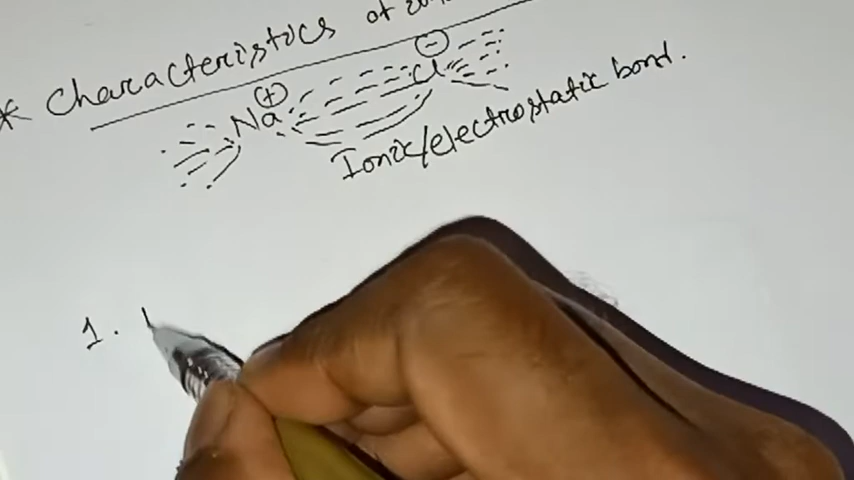 * Characteristics of
Na⊕ Cl⊖
Ionic/electrostatic bond.
1.